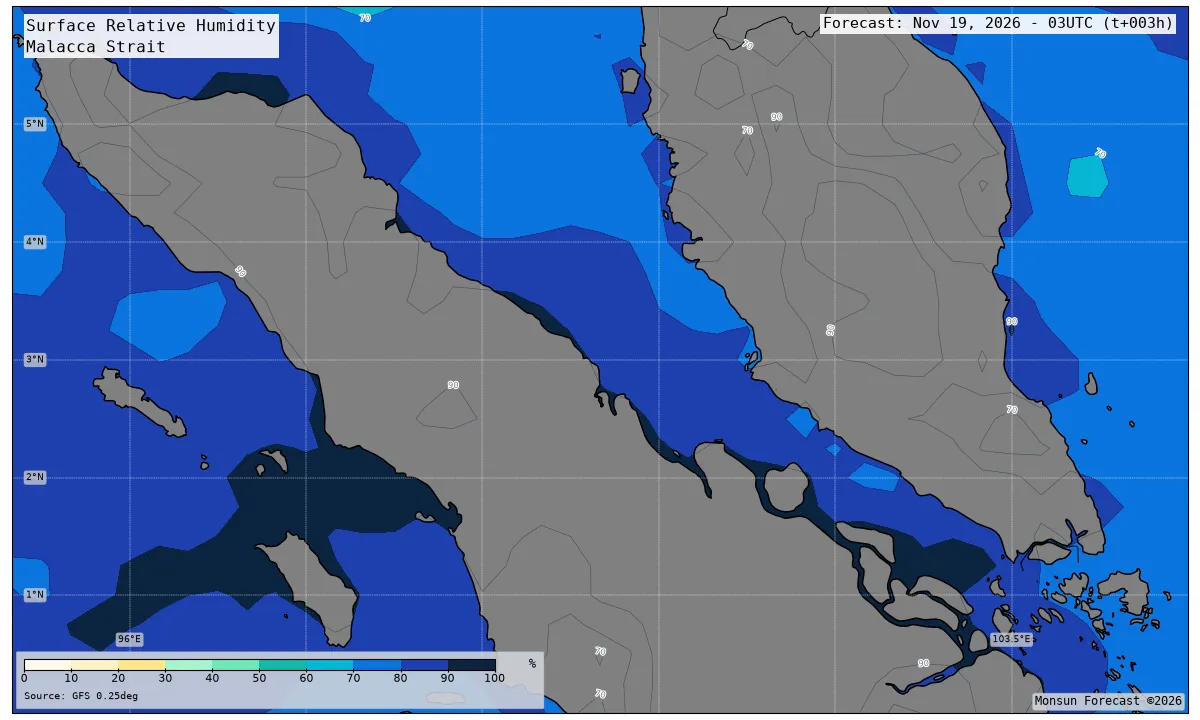 Surface Relative Humidity
Malacca Strait
Forecast: Nov 19, 2026 - 03UTC (t+003h)
70
70
90
70
70
5°N
4°N
90
90
90
3°N
90
70
2°N
1°N
96°E
103.5°E
70
90
70
%
0 10 20 30 40 50 60 70 80 90 100
Source: GFS 0.25deg
Monsun Forecast ©2026